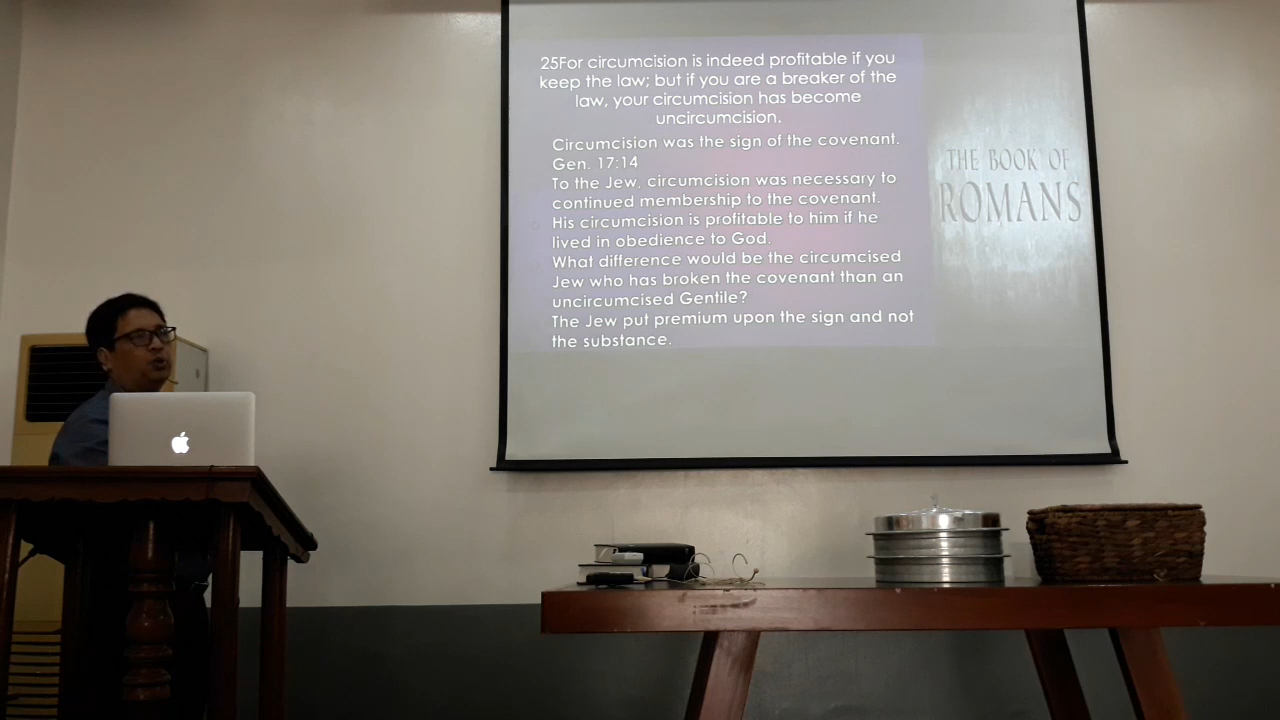 25For circumcision is indeed profitable if you
keep the law; but if you are a breaker of the
law, your circumcision has become
uncircumcision.
Circumcision was the sign of the covenant.
Gen. 17:14
To the Jew, circumcision was necessary to
continued membership to the covenant.
His circumcision is profitable to him if he
lived in obedience to God.
What difference would be the circumcised
Jew who has broken the covenant than an
uncircumcised Gentile?
The Jew put premium upon the sign and not
the substance.
THE BOOK OF
ROMANS